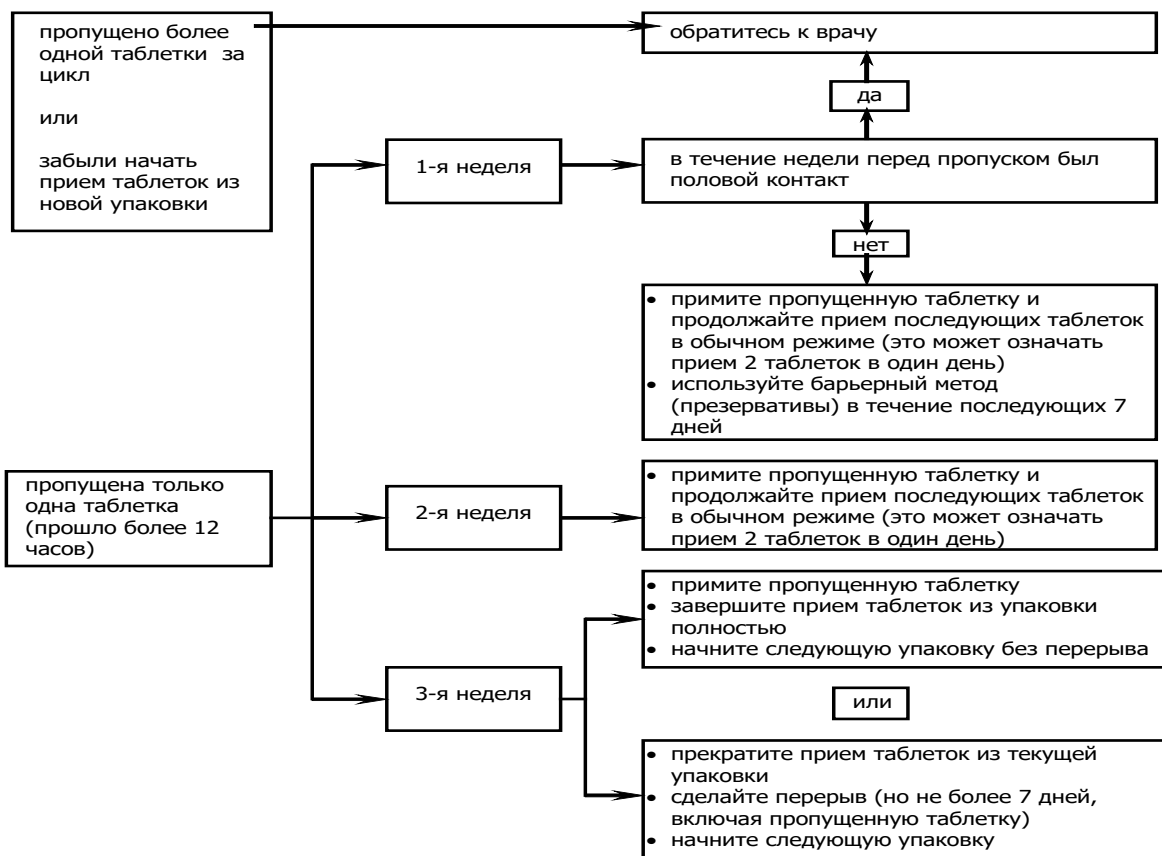 пропущено более
одной таблетки за
цикл
или
забыли начать
прием таблеток из
новой упаковки
обратитесь к врачу
да
1-я неделя
в течение недели перед пропуском был
половой контакт
нет
• примите пропущенную таблетку и
продолжайте прием последующих таблеток
в обычном режиме (это может означать
прием 2 таблеток в один день)
• используйте барьерный метод
(презервативы) в течение последующих 7
дней
пропущена только
одна таблетка
(прошло более 12
часов)
2-я неделя
• примите пропущенную таблетку и
продолжайте прием последующих таблеток
в обычном режиме (это может означать
прием 2 таблеток в один день)
3-я неделя
• примите пропущенную таблетку
• завершите прием таблеток из упаковки
полностью
• начните следующую упаковку без перерыва
или
• прекратите прием таблеток из текущей
упаковки
• сделайте перерыв (но не более 7 дней,
включая пропущенную таблетку)
• начните следующую упаковку